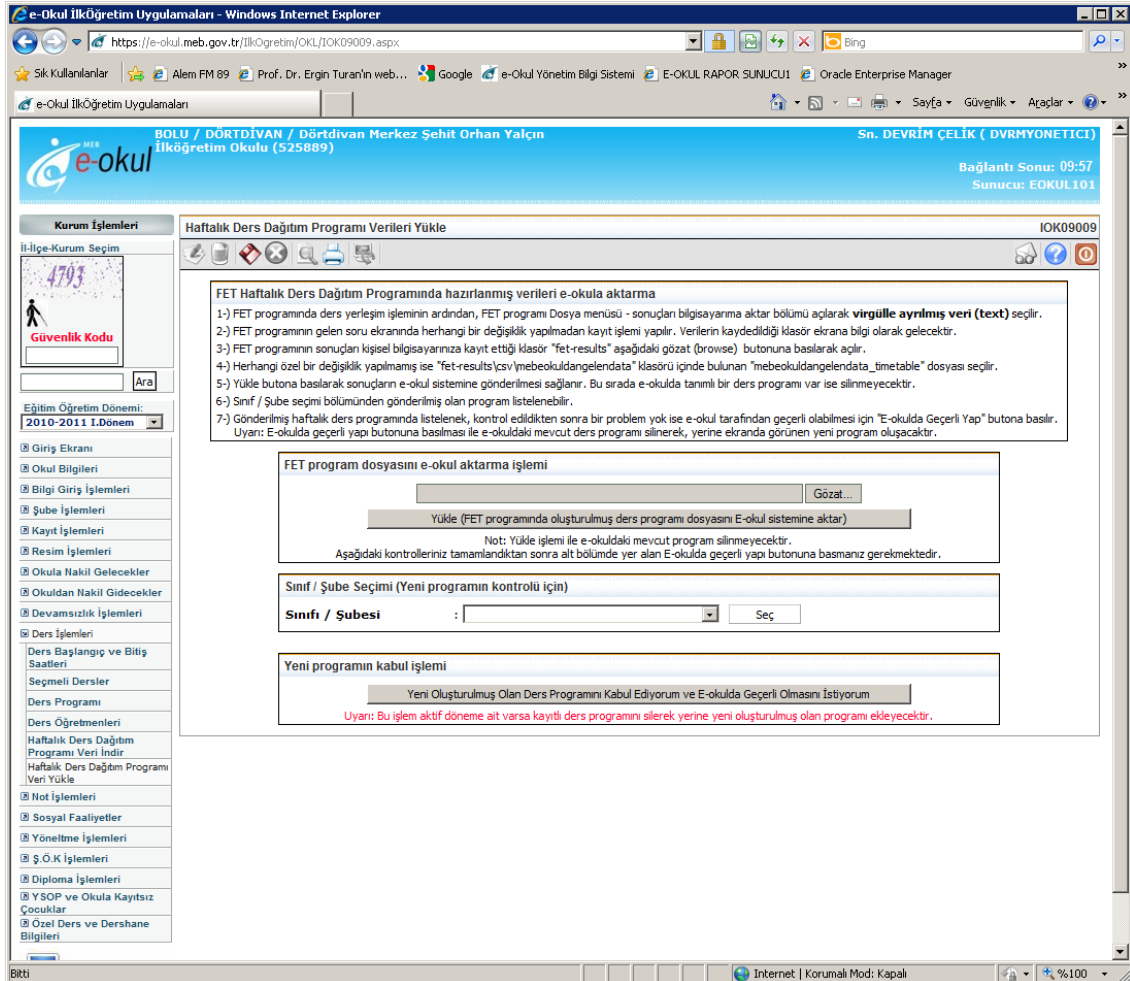 e-Okul İlkÖğretim Uygulamaları - Windows Internet Explorer
https://e-okul.meb.gov.tr/IlkOgretim/OKL/IOK09009.aspx
Bing
Sık Kullanılanlar
Alem FM 89
Prof. Dr. Ergin Turan'ın web...
Google
e-Okul Yönetim Bilgi Sistemi
E-OKUL RAPOR SUNUCU1
Oracle Enterprise Manager
e-Okul İlkÖğretim Uygulamaları
Sayfa
Güvenlik
Araçlar
MEB
e-okul
BOLU / DÖRTDİVAN / Dörtdivan Merkez Şehit Orhan Yalçın
İlköğretim Okulu (525889)
Sn. DEVRİM ÇELİK ( DVRMYONETICI)
Bağlantı Sonu: 09:57
Sunucu: EOKUL101
Kurum İşlemleri
İl-İlçe-Kurum Seçim
4793
Güvenlik Kodu
Ara
Eğitim Öğretim Dönemi:
2010-2011 I.Dönem
Giriş Ekranı
Okul Bilgileri
Bilgi Giriş İşlemleri
Şube İşlemleri
Kayıt İşlemleri
Resim İşlemleri
Okula Nakil Gelecekler
Okuldan Nakil Gidecekler
Devamsızlık İşlemleri
Ders İşlemleri
Ders Başlangıç ve Bitiş
Saatleri
Seçmeli Dersler
Ders Programı
Ders Öğretmenleri
Haftalık Ders Dağıtım
Programı Veri İndir
Haftalık Ders Dağıtım Programı
Veri Yükle
Not İşlemleri
Sosyal Faaliyetler
Yöneltme İşlemleri
Ş.Ö.K İşlemleri
Diploma İşlemleri
YSOP ve Okula Kayıtsız
Çocuklar
Özel Ders ve Dershane
Bilgileri
Haftalık Ders Dağıtım Programı Verileri Yükle
IOK09009
FET Haftalık Ders Dağıtım Programında hazırlanmış verileri e-okula aktarma
1-) FET programında ders yerleşim işleminin ardından, FET programı Dosya menüsü - sonuçları bilgisayarıma aktar bölümü açılarak virgülle ayrılmış veri (text) seçilir.
2-) FET programının gelen soru ekranında herhangi bir değişiklik yapılmadan kayıt işlemi yapılır. Verilerin kaydedildiği klasör ekrana bilgi olarak gelecektir.
3-) FET programının sonuçları kişisel bilgisayarınıza kayıt ettiği klasör "fet-results" aşağıdaki gözat (browse) butonuna basılarak açılır.
4-) Herhangi özel bir değişiklik yapılmamış ise "fet-results\csv\mebeokuldangelendata" klasörü içinde bulunan "mebeokuldangelendata_timetable" dosyası seçilir.
5-) Yükle butona basılarak sonuçların e-okul sistemine gönderilmesi sağlanır. Bu sırada e-okulda tanımlı bir ders programı var ise silinmeyecektir.
6-) Sınıf / Şube seçimi bölümünden gönderilmiş olan program listelenebilir.
7-) Gönderilmiş haftalık ders programında listelenek, kontrol edildikten sonra bir problem yok ise e-okul tarafından geçerli olabilmesi için "E-okulda Geçerli Yap" butona basılır.
Uyarı: E-okulda geçerli yapı butonuna basılması ile e-okuldaki mevcut ders programı silinerek, yerine ekranda görünen yeni program oluşacaktır.
FET program dosyasını e-okul aktarma işlemi
Gözat...
Yükle (FET programında oluşturulmuş ders programı dosyasını E-okul sistemine aktar)
Not: Yükle işlemi ile e-okuldaki mevcut program silinmeyecektir.
Aşağıdaki kontrolleriniz tamamlandıktan sonra alt bölümde yer alan E-okulda geçerli yapı butonuna basmanız gerekmektedir.
Sınıf / Şube Seçimi (Yeni programın kontrolü için)
Sınıfı / Şubesi :
Seç
Yeni programın kabul işlemi
Yeni Oluşturulmuş Olan Ders Programını Kabul Ediyorum ve E-okulda Geçerli Olmasını İstiyorum
Uyarı: Bu işlem aktif döneme ait varsa kayıtlı ders programını silerek yerine yeni oluşturulmuş olan programı ekleyecektir.
Bitti
Internet | Korumalı Mod: Kapalı
%100